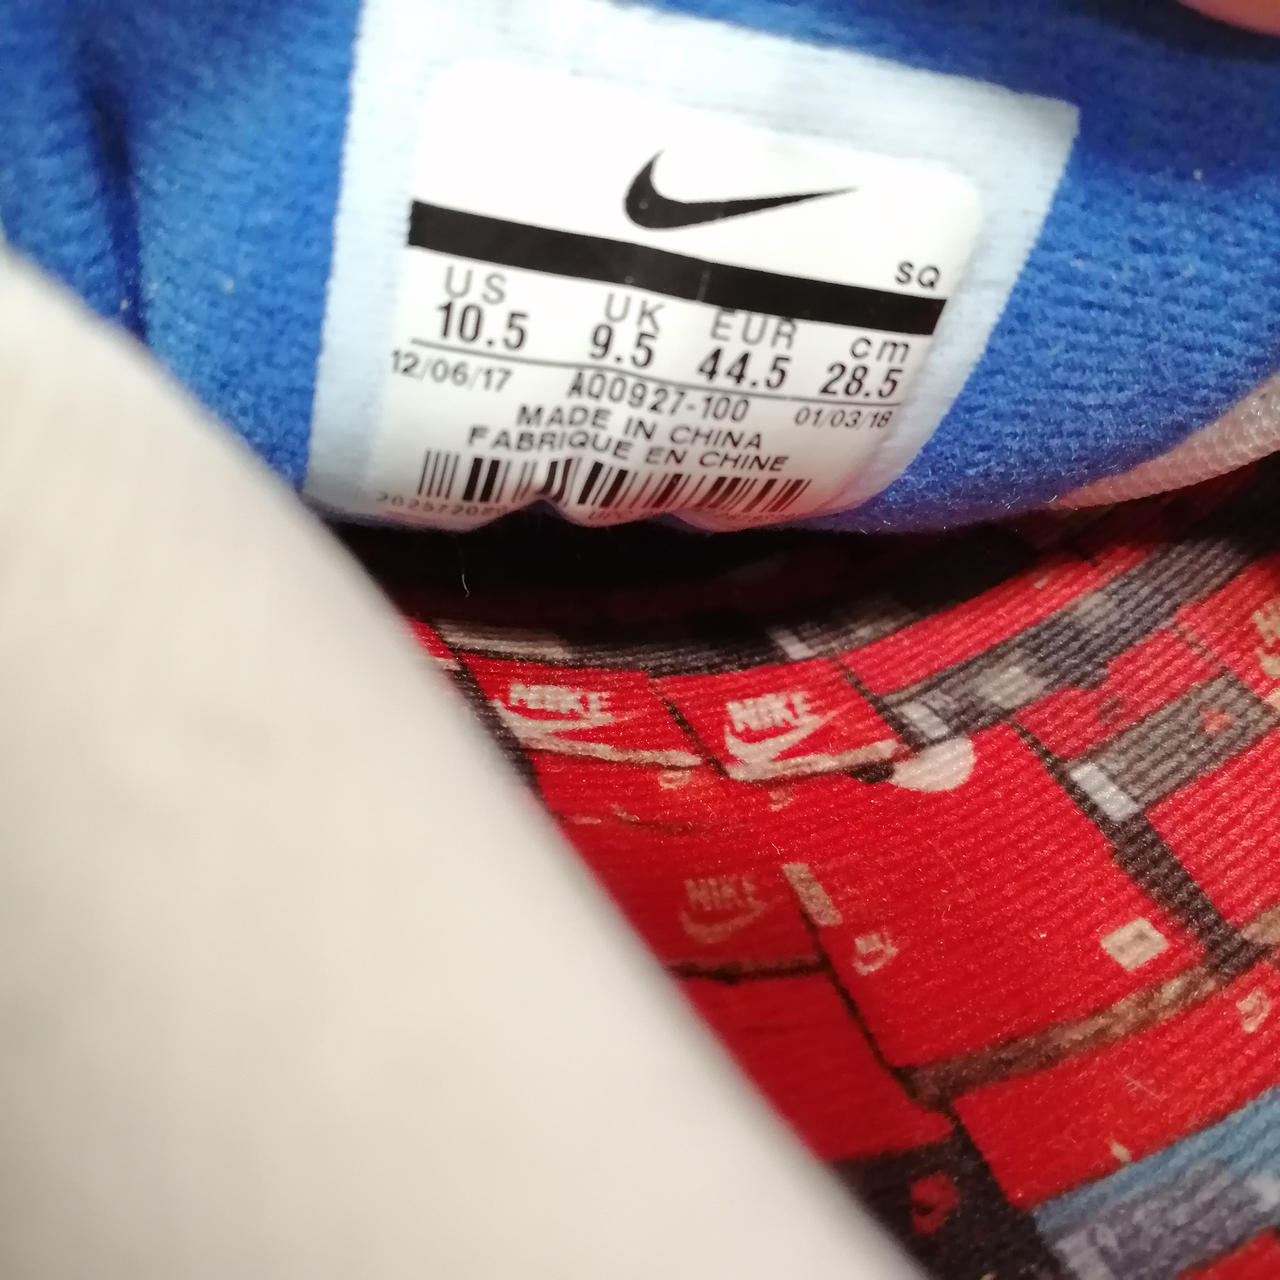 SQ
US UK EUR cm
10.5 9.5 44.5 28.5
12/06/17 AQ0927-100 01/03/18
MADE IN CHINA
FABRIQUE EN CHINE
NIKE
NIKE
NIKE